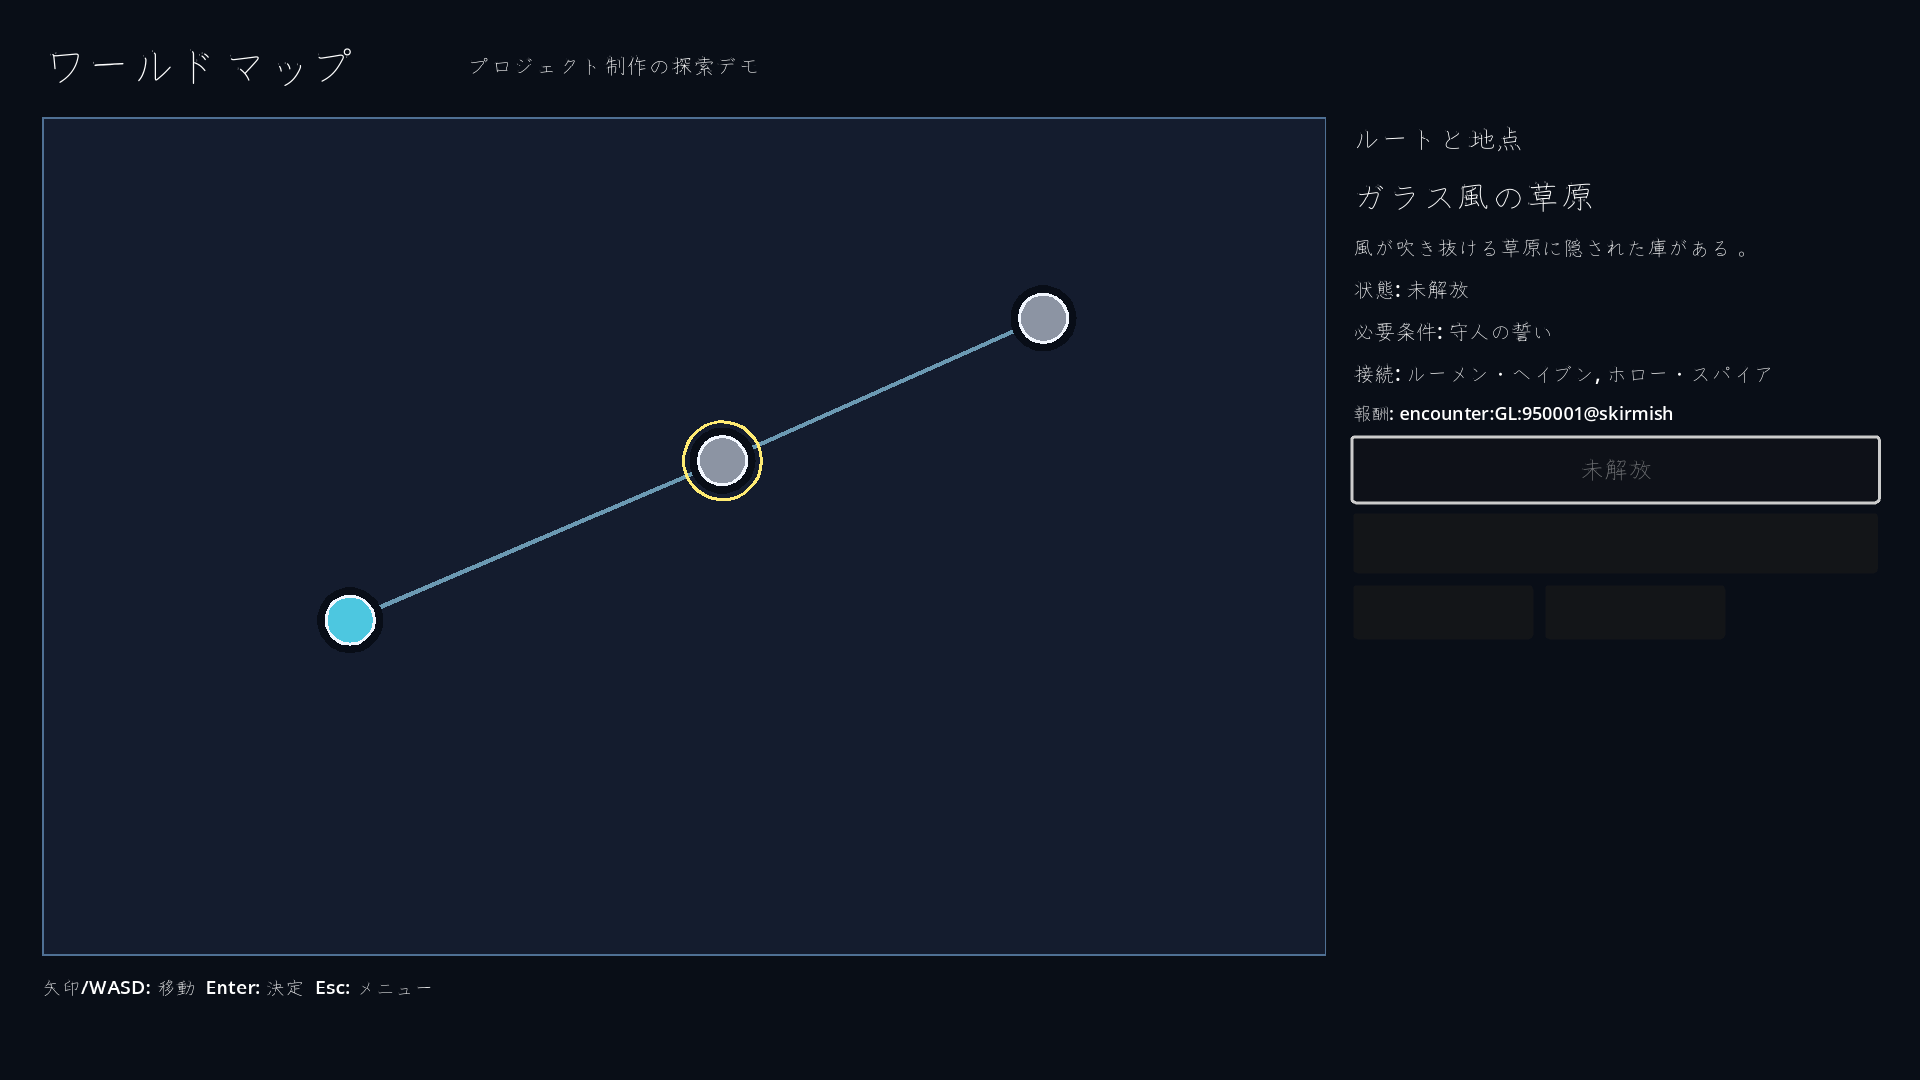 ワールドマップ
プロジェクト制作の探索デモ
ルートと地点
ガラス風の草原
風が吹き抜ける草原に隠された庫がある。
状態: 未解放
必要条件: 守人の誓い
接続: ルーメン・ヘイブン, ホロー・スパイア
報酬: encounter:GL:950001@skirmish
未解放
矢印/WASD: 移動  Enter: 決定  Esc: メニュー